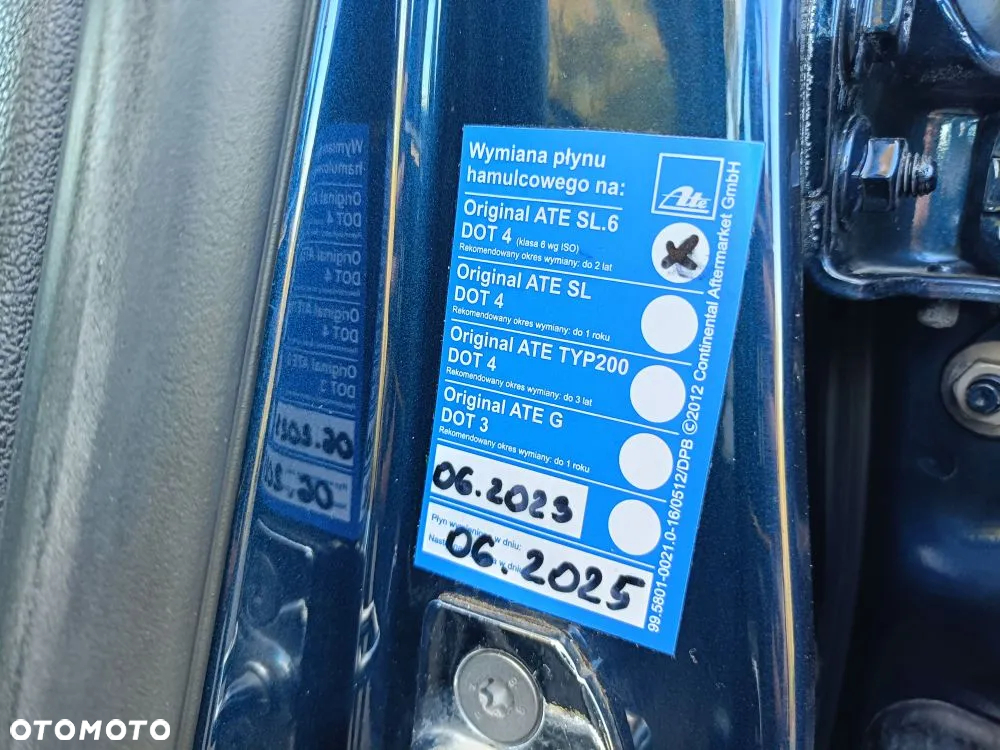 Wymiana płynu
hamulcowego na:
Ate
Original ATE SL.6
DOT 4 (klasa 6 wg ISO)
Rekomendowany okres wymiany: do 2 lat
Original ATE SL
DOT 4
Rekomendowany okres wymiany: do 1 roku
Original ATE TYP200
DOT 4
Rekomendowany okres wymiany: do 3 lat
Original ATE G
DOT 3
Rekomendowany okres wymiany: do 1 roku
06.2023
Płyn w dniu:
06.2025
99.5801-0021.0-16/0512/DPB ©2012 Continental Aftermarket GmbH
OTOMOTO